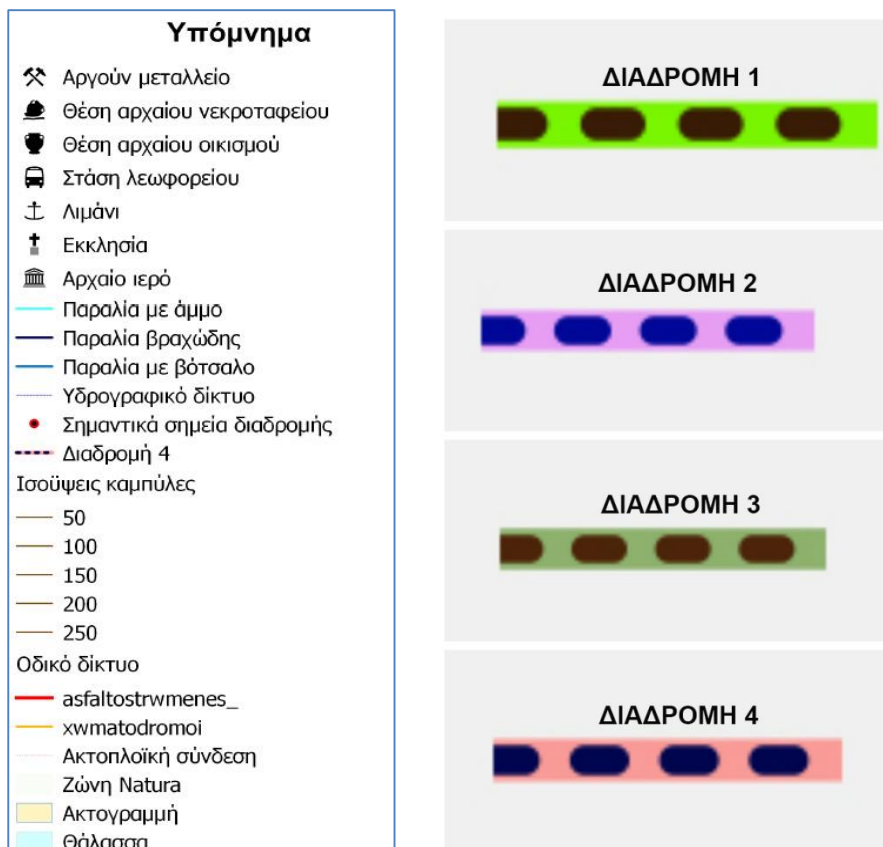 Υπόμνημα
Αργούν μεταλλείο
Θέση αρχαίου νεκροταφείου
Θέση αρχαίου οικισμού
Στάση λεωφορείου
Λιμάνι
Εκκλησία
Αρχαίο ιερό
Παραλία με άμμο
Παραλία βραχώδης
Παραλία με βότσαλο
Υδρογραφικό δίκτυο
Σημαντικά σημεία διαδρομής
Διαδρομή 4
Ισοϋψεις καμπύλες
50
100
150
200
250
Οδικό δίκτυο
asfaltostrwmenes_
xwmatodromoi
Ακτοπλοϊκή σύνδεση
Ζώνη Natura
Ακτογραμμή
Θάλασσα
ΔΙΑΔΡΟΜΗ 1
ΔΙΑΔΡΟΜΗ 2
ΔΙΑΔΡΟΜΗ 3
ΔΙΑΔΡΟΜΗ 4